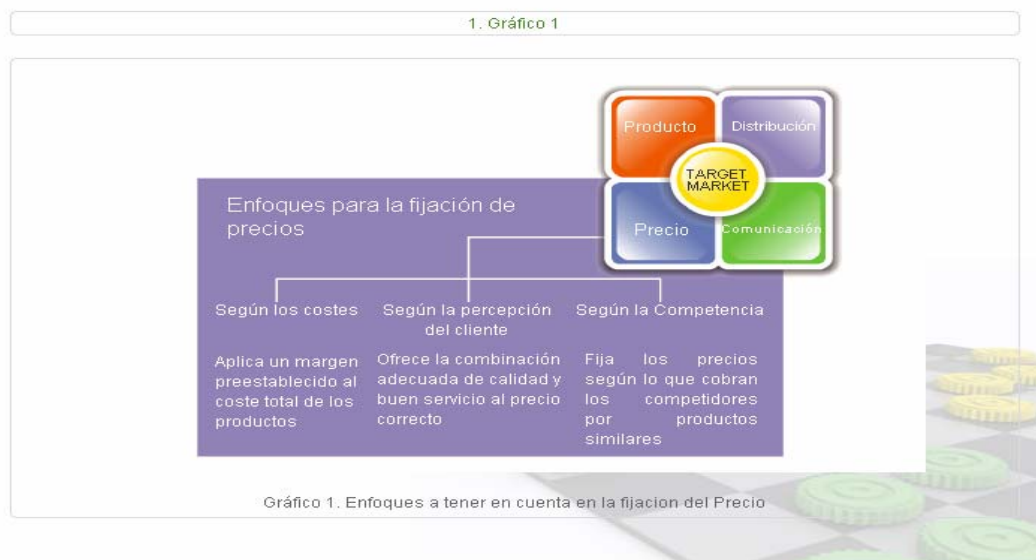 1. Gráfico 1
Producto
Distribución
TARGET
MARKET
Precio
Comunicación
Enfoques para la fijación de
precios
Según los costes
Aplica un margen
preestablecido al
coste total de los
productos
Según la percepción
del cliente
Ofrece la combinación
adecuada de calidad y
buen servicio al precio
correcto
Según la Competencia
Fija los precios
según lo que cobran
los competidores
por productos
similares
Gráfico 1. Enfoques a tener en cuenta en la fijacion del Precio